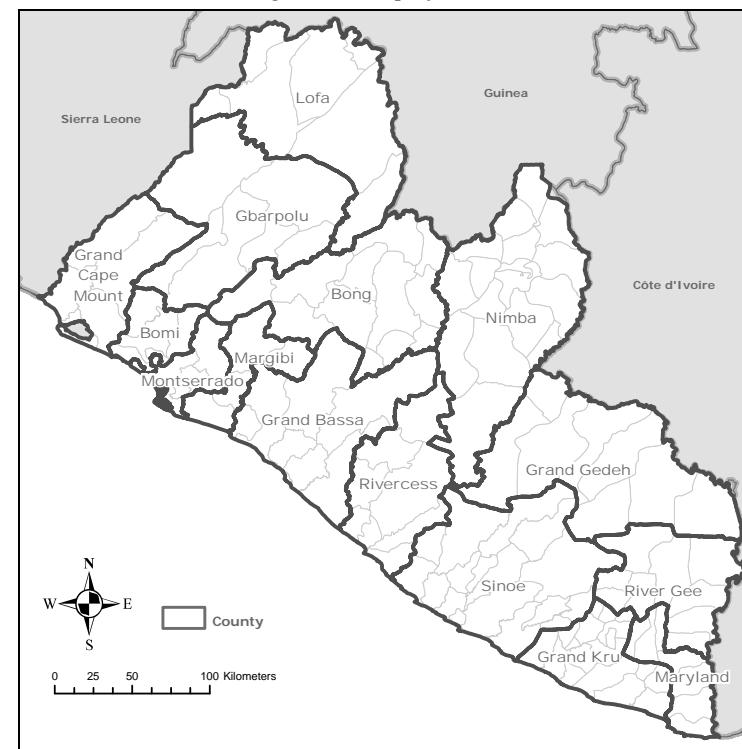 Lofa
Guinea
Sierra Leone
Gbarpolu
Grand
Cape
Mount
Côte d'Ivoire
Bong
Nimba
Bomi
Margibi
Montserrado
Grand Bassa
Grand Gedeh
Rivercess
Sinoe
River Gee
Grand Kru
Maryland
N
W
E
S
County
0 25 50 100 Kilometers